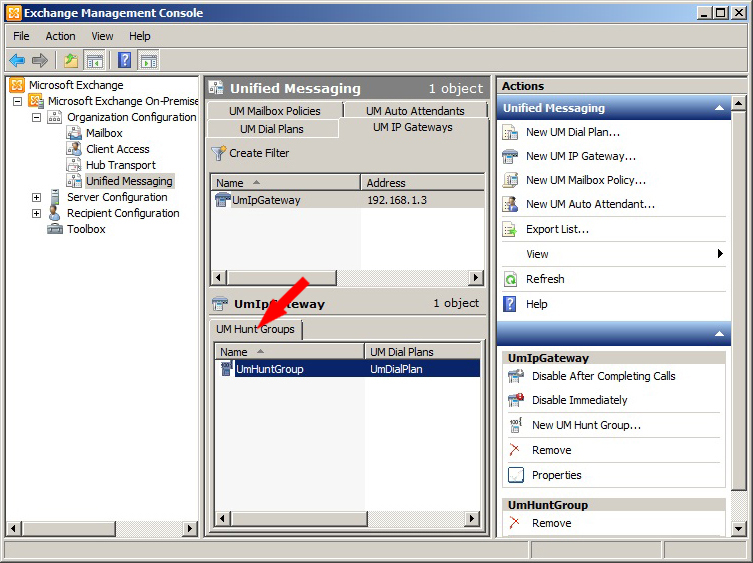 Exchange Management Console
File Action View Help
Microsoft Exchange
Microsoft Exchange On-Premise
Organization Configuration
Mailbox
Client Access
Hub Transport
Unified Messaging
Server Configuration
Recipient Configuration
Toolbox
Unified Messaging 1 object
UM Mailbox Policies UM Auto Attendants
UM Dial Plans UM IP Gateways
Create Filter
Name Address
UmIpGateway 192.168.1.3
UmIpGateway 1 object
UM Hunt Groups
Name UM Dial Plans
UmHuntGroup UmDialPlan
Actions
Unified Messaging
New UM Dial Plan...
New UM IP Gateway...
New UM Mailbox Policy...
New UM Auto Attendant...
Export List...
View
Refresh
Help
UmIpGateway
Disable After Completing Calls
Disable Immediately
New UM Hunt Group...
Remove
Properties
UmHuntGroup
Remove